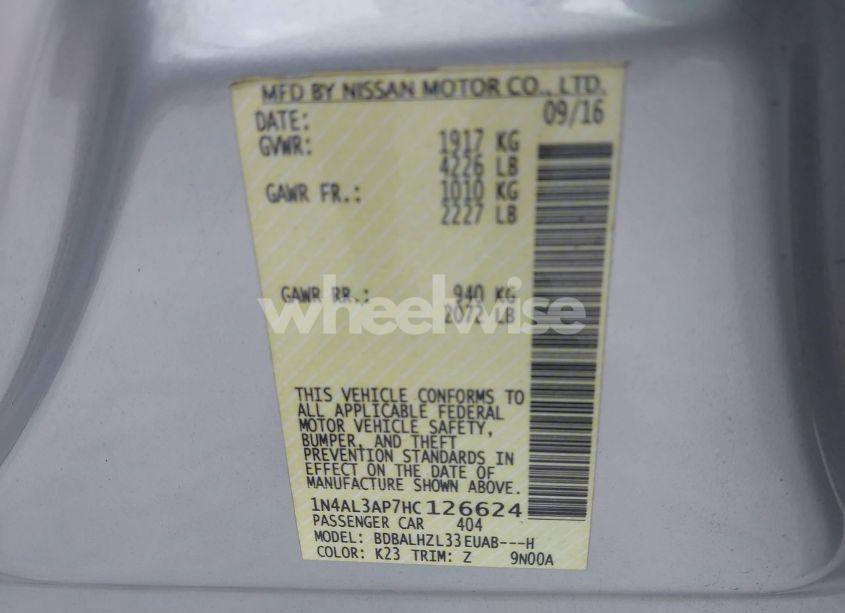 MFD BY NISSAN MOTOR CO., LTD.
DATE: 09/16
GVWR: 1917 KG
4226 LB
GAWR FR.: 1010 KG
2227 LB
GAWR RR.: 940 KG
2072 LB
wheelwise
THIS VEHICLE CONFORMS TO
ALL APPLICABLE FEDERAL
MOTOR VEHICLE SAFETY,
BUMPER, AND THEFT
PREVENTION STANDARDS IN
EFFECT ON THE DATE OF
MANUFACTURE SHOWN ABOVE.
1N4AL3AP7HC126624
PASSENGER CAR 404
MODEL: BDBALHZL33EUAB---H
COLOR: K23 TRIM: Z 9N00A